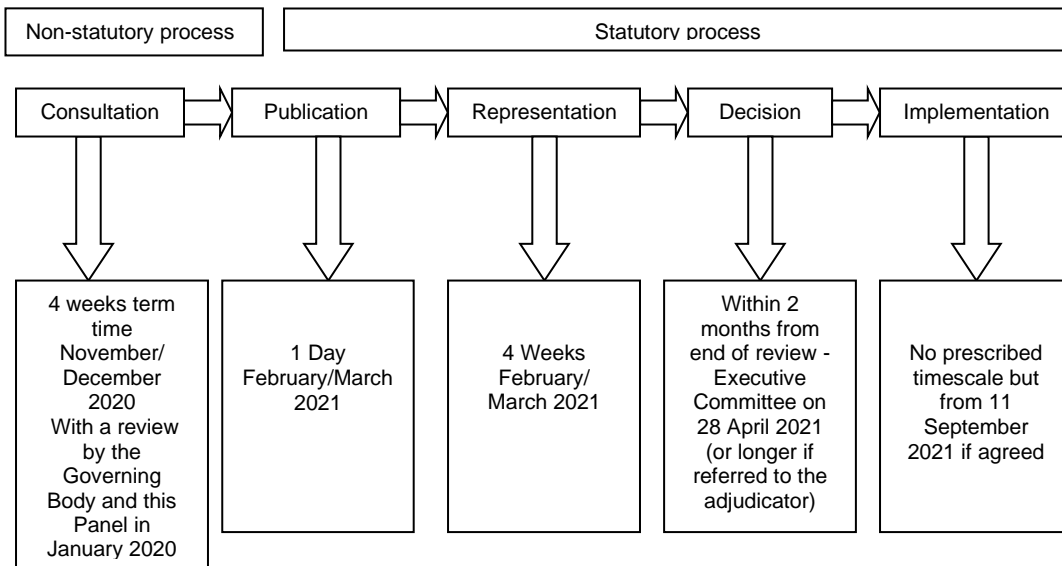 Non-statutory process
Statutory process
Consultation
Publication
Representation
Decision
Implementation
4 weeks term
time
November/
December
2020
With a review
by the
Governing
Body and this
Panel in
January 2020
1 Day
February/March
2021
4 Weeks
February/
March 2021
Within 2
months from
end of review -
Executive
Committee on
28 April 2021
(or longer if
referred to the
adjudicator)
No prescribed
timescale but
from 11
September
2021 if agreed